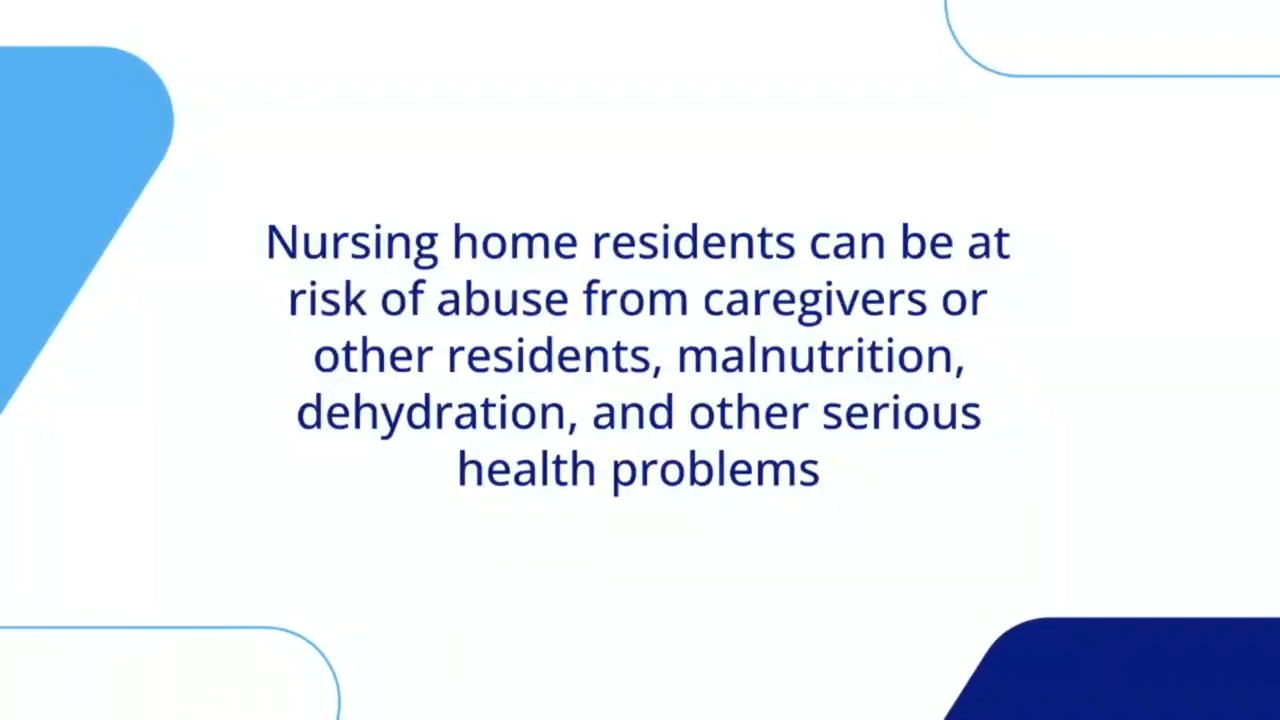 Nursing home residents can be at
risk of abuse from caregivers or
other residents, malnutrition,
dehydration, and other serious
health problems